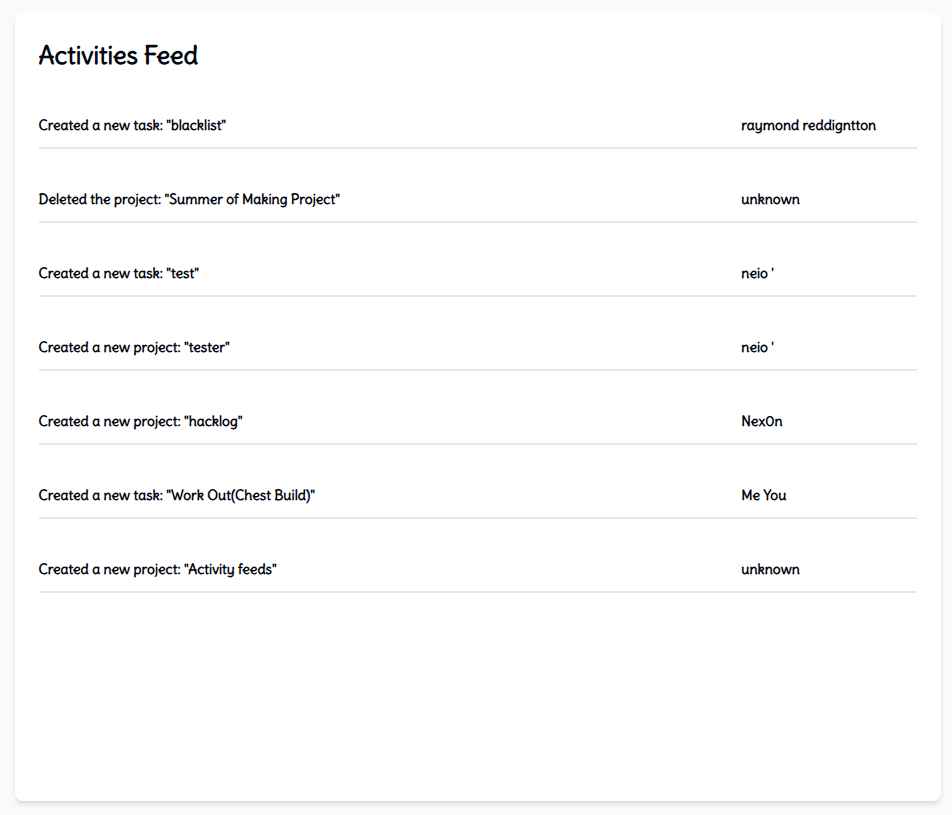 Activities Feed
Created a new task: "blacklist" raymond reddigntton
Deleted the project: "Summer of Making Project" unknown
Created a new task: "test" neio '
Created a new project: "tester" neio '
Created a new project: "hacklog" Nex0n
Created a new task: "Work Out(Chest Build)" Me You
Created a new project: "Activity feeds" unknown